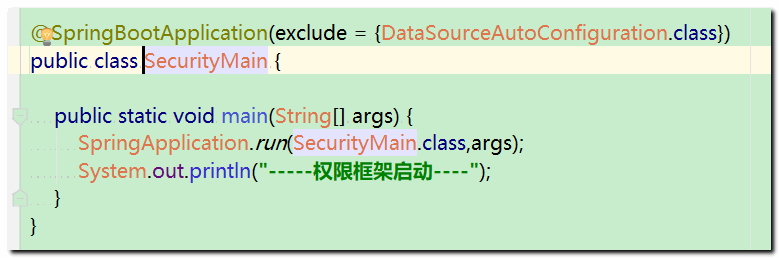 @SpringBootApplication(exclude = {DataSourceAutoConfiguration.class})
public class SecurityMain {
public static void main(String[] args) {
SpringApplication.run(SecurityMain.class,args);
System.out.println("-----权限框架启动----");
}
}